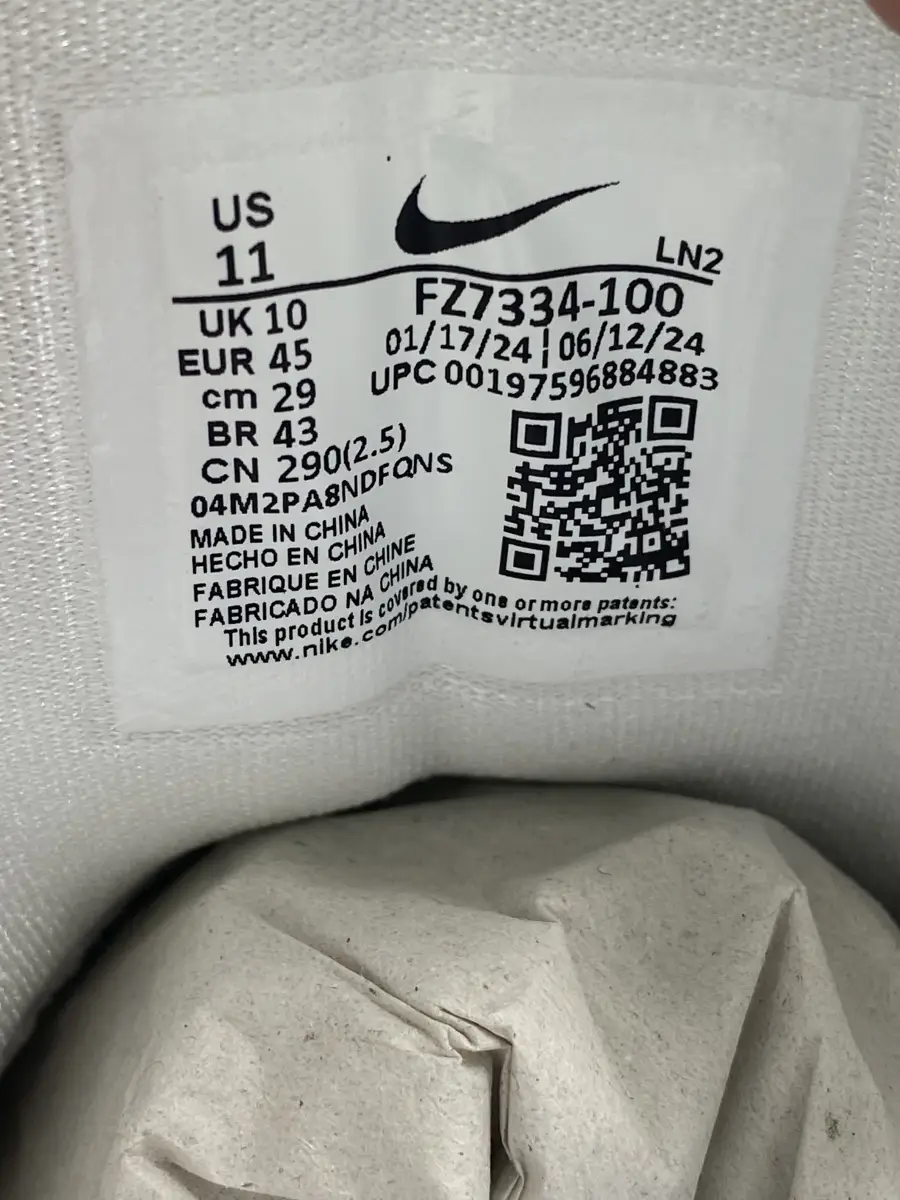 US
11
LN2
UK 10
EUR 45
cm 29
BR 43
CN 290(2.5)
04M2PA8NDFQNS
FZ7334-100
01/17/24 | 06/12/24
UPC 00197596884883
MADE IN CHINA
HECHO EN CHINA
FABRIQUE EN CHINE
FABRICADO NA CHINA
This product is covered by one or more patents:
www.nike.com/patentsvirtualmarking